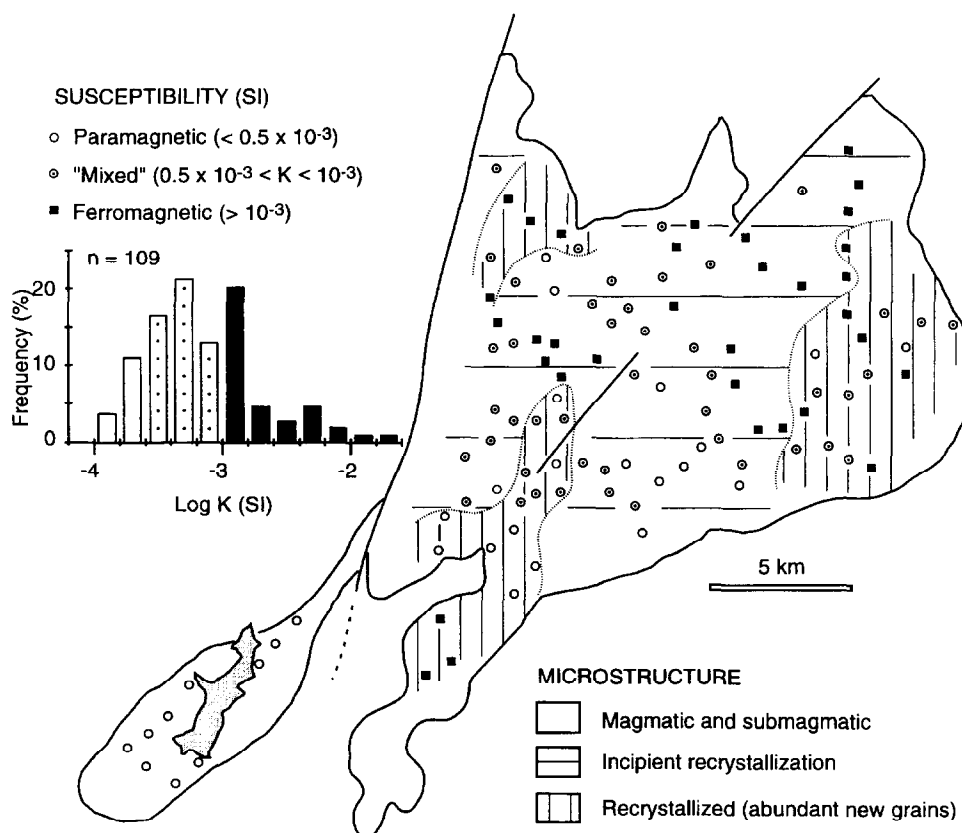 SUSCEPTIBILITY (SI)
Paramagnetic (< 0.5 x 10⁻³)
"Mixed" (0.5 x 10⁻³ < K < 10⁻³)
Ferromagnetic (> 10⁻³)
n = 109
Frequency (%)
20
10
0
-4
-3
-2
Log K (SI)
5 km
MICROSTRUCTURE
Magmatic and submagmatic
Incipient recrystallization
Recrystallized (abundant new grains)